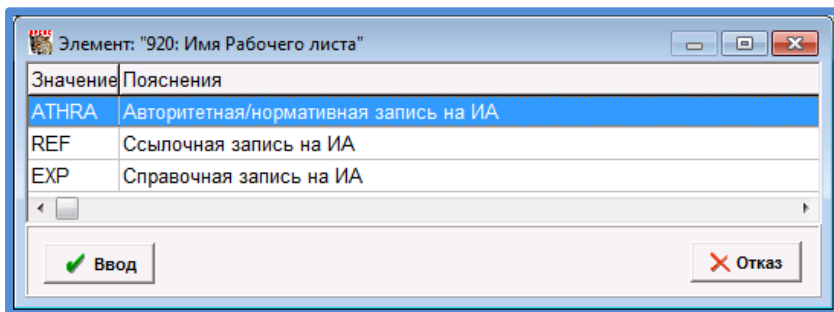 Элемент: "920: Имя Рабочего листа"
Значение Пояснения
ATHRA Авторитетная/нормативная запись на ИА
REF Ссылочная запись на ИА
EXP Справочная запись на ИА
Ввод Отказ